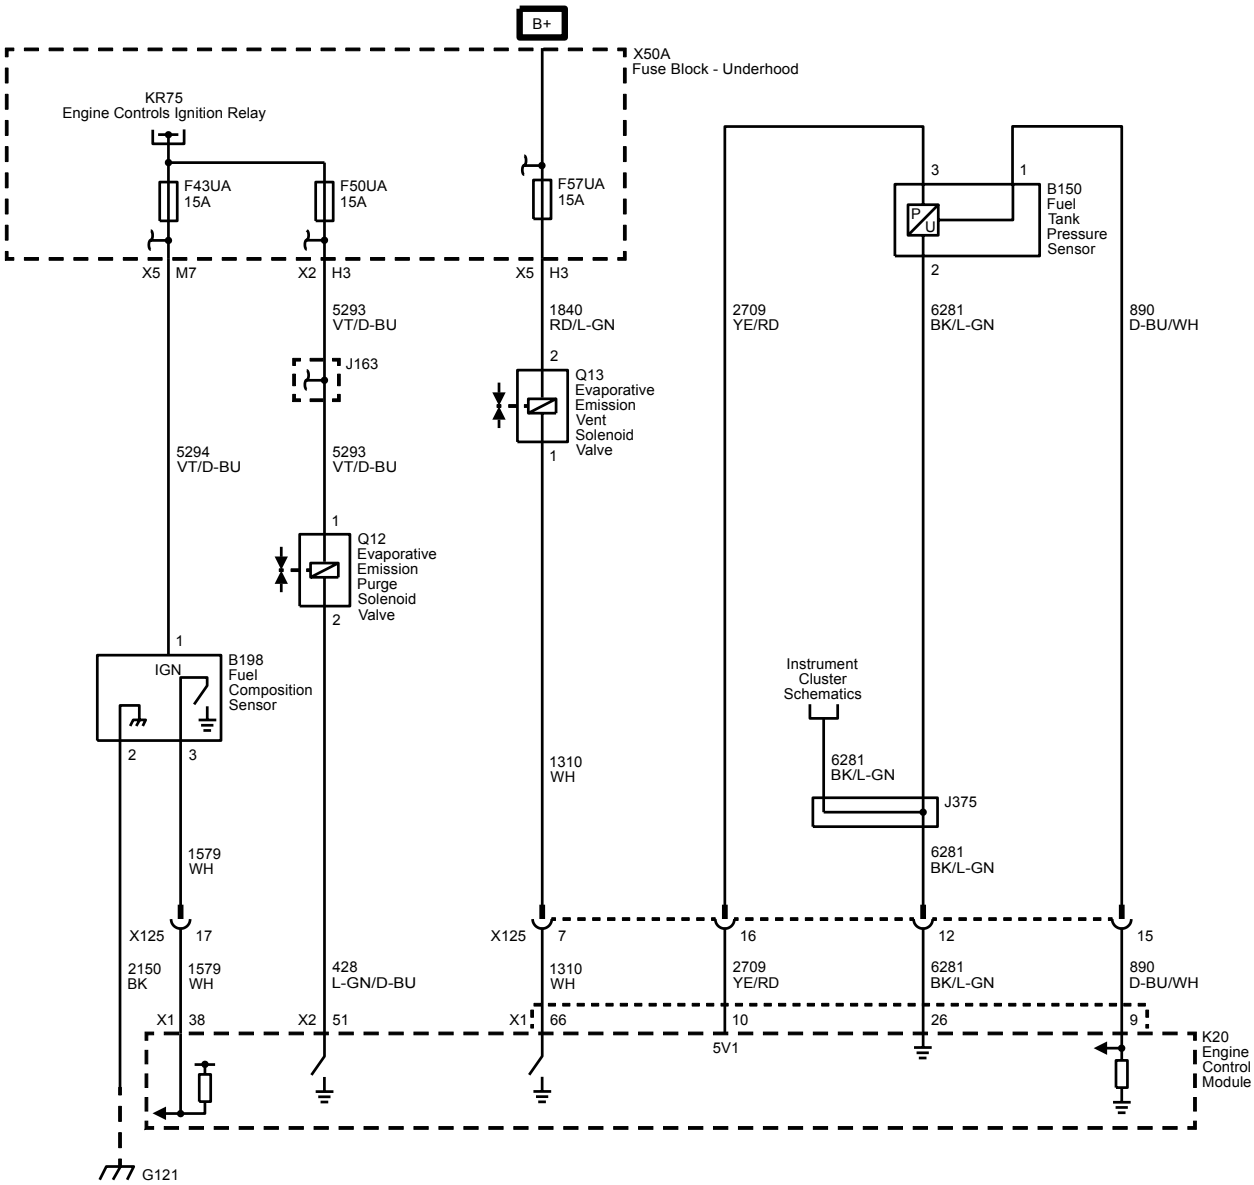 B+
X50A
Fuse Block - Underhood
KR75
Engine Controls Ignition Relay
F43UA
15A
F50UA
15A
F57UA
15A
X5 M7
X2 H3
X5 H3
3
1
B150
Fuel
Tank
Pressure
Sensor
P
U
2
5293
VT/D-BU
1840
RD/L-GN
2709
YE/RD
6281
BK/L-GN
890
D-BU/WH
J163
2
Q13
Evaporative
Emission
Vent
Solenoid
Valve
1
5294
VT/D-BU
5293
VT/D-BU
1
Q12
Evaporative
Emission
Purge
Solenoid
Valve
2
1
IGN
B198
Fuel
Composition
Sensor
2
3
Instrument
Cluster
Schematics
1310
WH
6281
BK/L-GN
J375
1579
WH
6281
BK/L-GN
X125 17
X125 7
16
12
15
2150
BK
1579
WH
428
L-GN/D-BU
1310
WH
2709
YE/RD
6281
BK/L-GN
890
D-BU/WH
X1 38
X2 51
X1 66
10
26
9
5V1
K20
Engine
Control
Module
G121